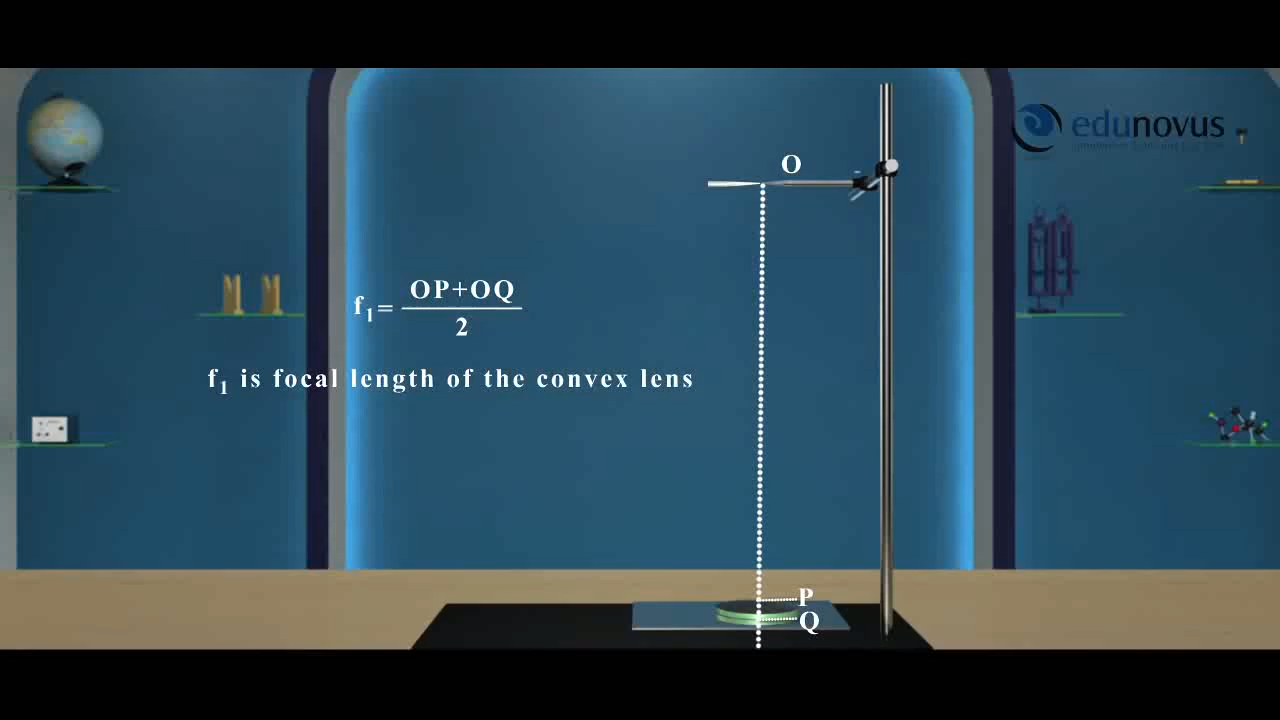 edunovus
O
f₁= OP+OQ
2
f₁ is focal length of the convex lens
P
Q